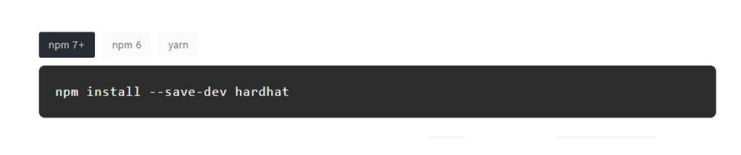 npm 7+ npm 6 yarn
npm install --save-dev hardhat